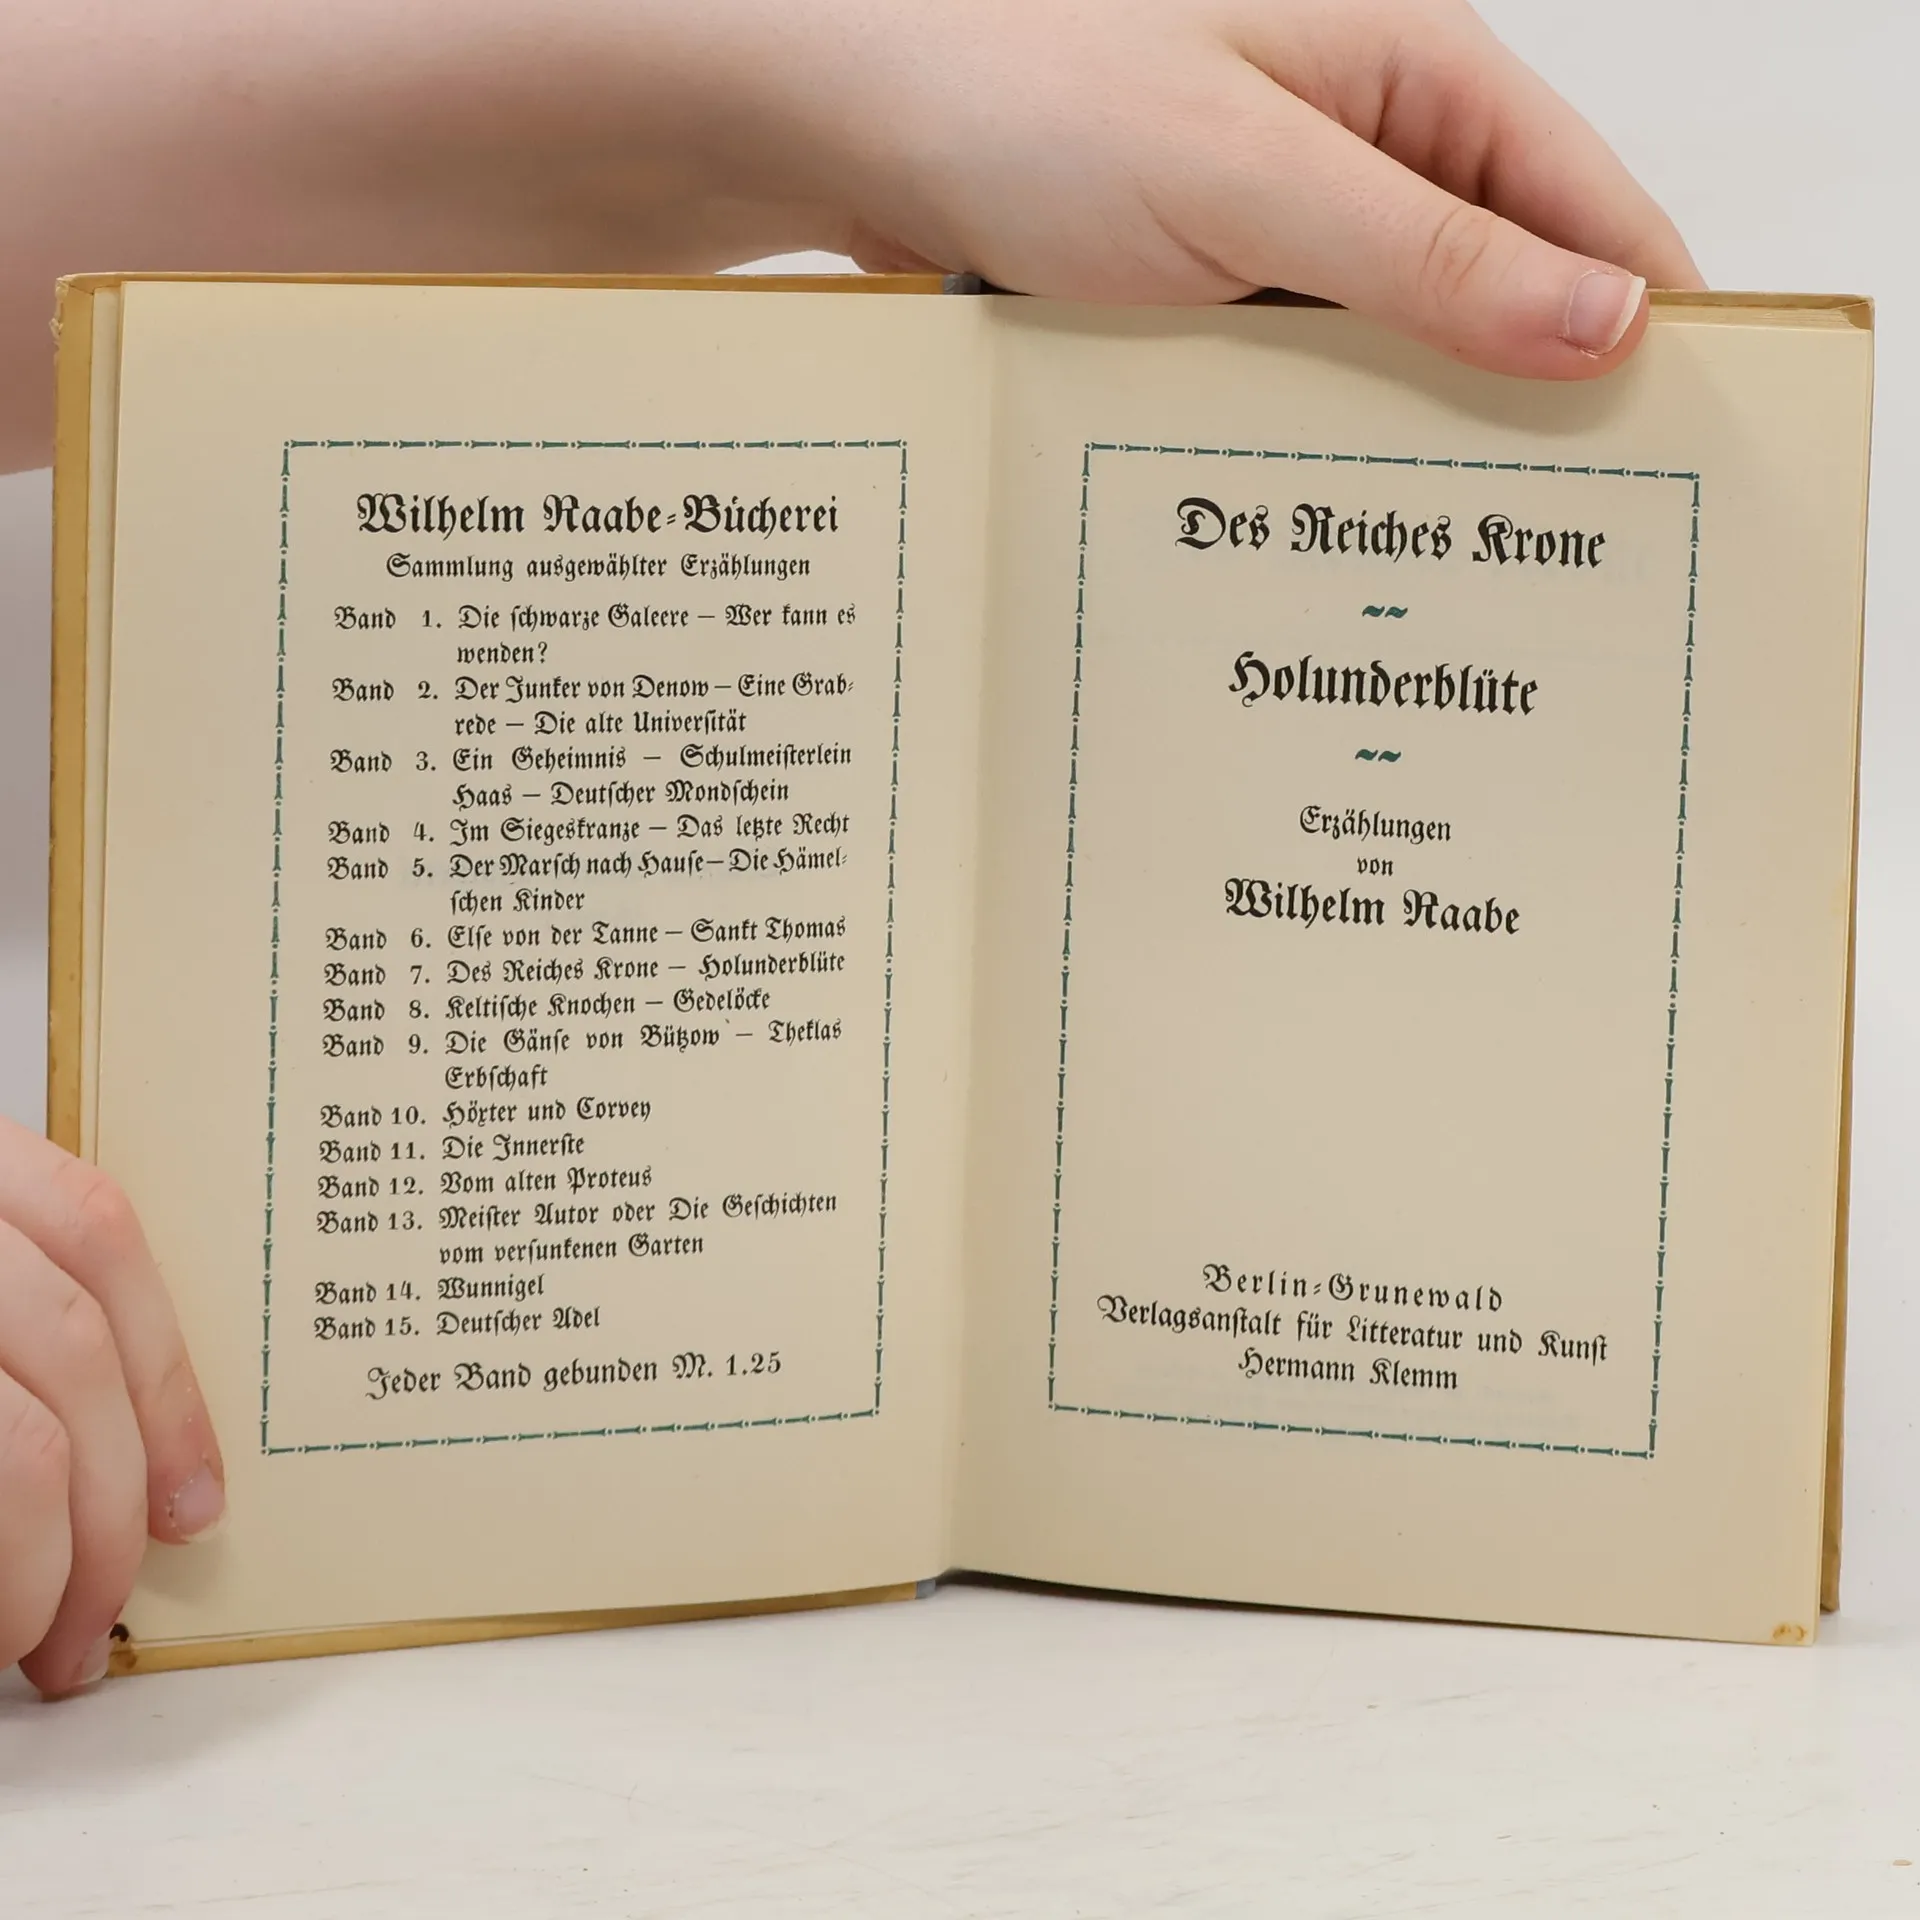 Wilhelm Raabe-Bücherei
Sammlung ausgewählter Erzählungen
Band 1. Die schwarze Galeere — Wer kann es
wenden?
Band 2. Der Junker von Denow — Eine Grab-
rede — Die alte Universität
Band 3. Ein Geheimnis — Schulmeisterlein
Haas — Deutscher Mondschein
Band 4. Im Siegeskranze — Das letzte Recht
Band 5. Der Marsch nach Hause — Die Hämel-
schen Kinder
Band 6. Else von der Tanne — Sankt Thomas
Band 7. Des Reiches Krone — Holunderblüte
Band 8. Keltische Knochen — Gedelöcke
Band 9. Die Gänse von Bützow — Theklas
Erbschaft
Band 10. Höxter und Corvey
Band 11. Die Innerste
Band 12. Vom alten Proteus
Band 13. Meister Autor oder Die Geschichten
vom versunkenen Garten
Band 14. Wunnigel
Band 15. Deutscher Adel
Jeder Band gebunden M. 1.25
Des Reiches Krone
Holunderblüte
Erzählungen
von
Wilhelm Raabe
Berlin-Grunewald
Verlagsanstalt für Litteratur und Kunst
Hermann Klemm